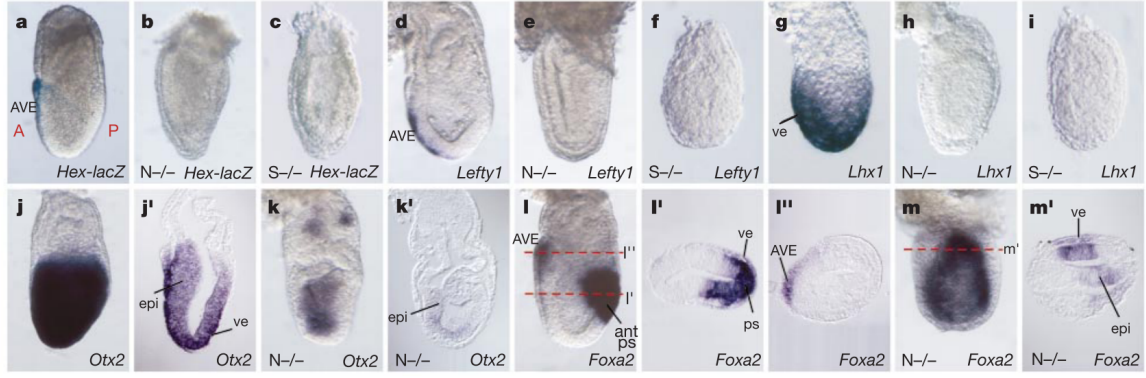 a
AVE
A P
Hex-lacZ
b
N–/– Hex-lacZ
c
S–/– Hex-lacZ
d
AVE
Lefty1
e
N–/– Lefty1
f
S–/– Lefty1
g
ve
Lhx1
h
N–/– Lhx1
i
S–/– Lhx1
j
Otx2
j'
epi
ve
Otx2
k
N–/– Otx2
k'
epi
N–/– Otx2
l
AVE
l''
l'
ant
ps
Foxa2
l'
ve
ps
Foxa2
l''
AVE
Foxa2
m
m'
N–/– Foxa2
m'
ve
epi
N–/– Foxa2